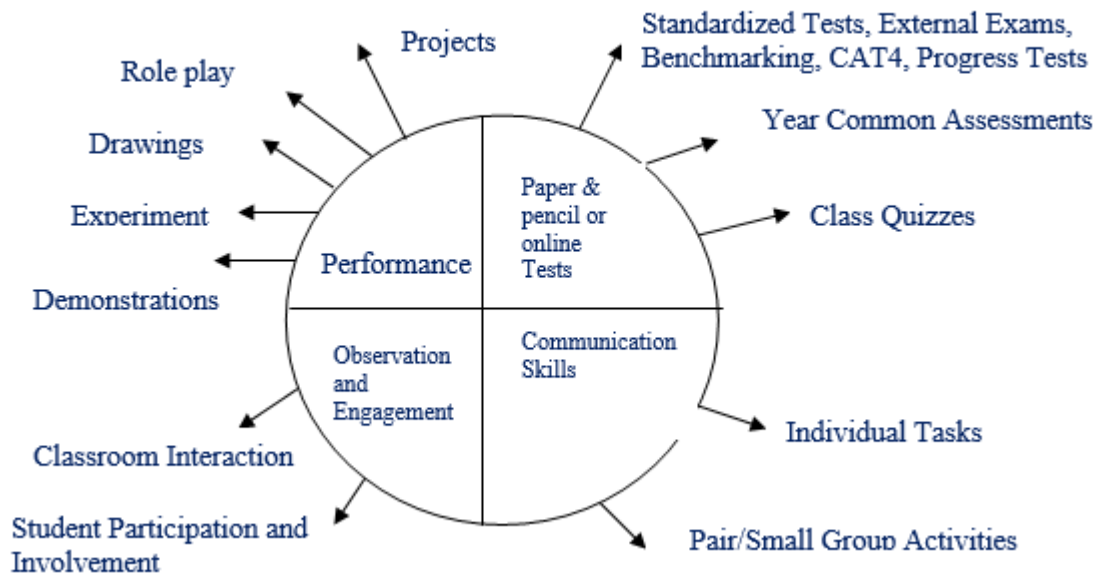 Projects
Standardized Tests, External Exams,
Benchmarking, CAT4, Progress Tests
Role play
Year Common Assessments
Drawings
Paper &
pencil or
online
Tests
Experiment
Class Quizzes
Performance
Demonstrations
Observation
and
Engagement
Communication
Skills
Individual Tasks
Classroom Interaction
Student Participation and
Involvement
Pair/Small Group Activities